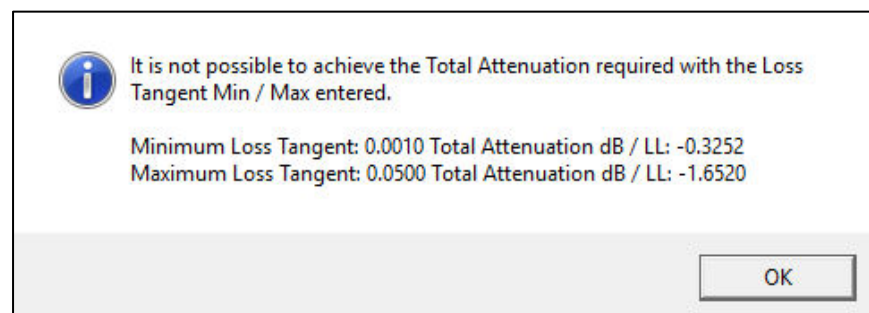 It is not possible to achieve the Total Attenuation required with the Loss
Tangent Min / Max entered.
Minimum Loss Tangent: 0.0010 Total Attenuation dB / LL: -0.3252
Maximum Loss Tangent: 0.0500 Total Attenuation dB / LL: -1.6520
OK